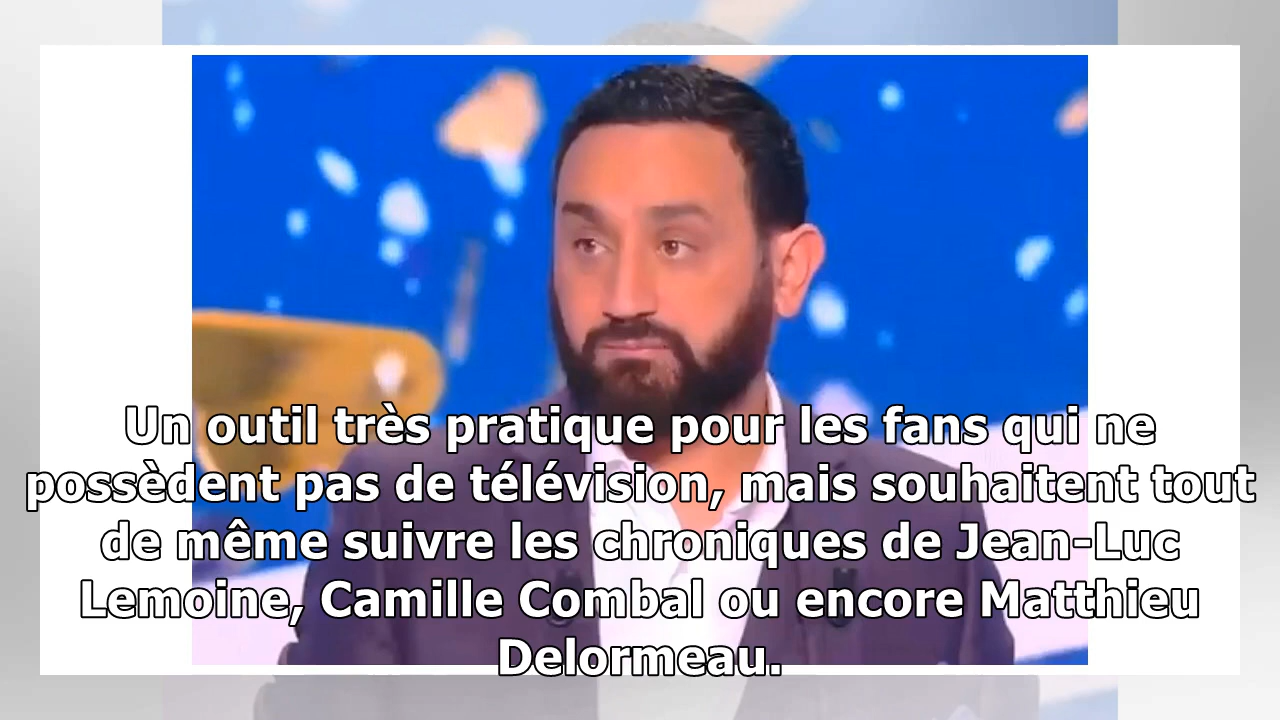 Un outil très pratique pour les fans qui ne
possèdent pas de télévision, mais souhaitent tout
de même suivre les chroniques de Jean-Luc
Lemoine, Camille Combal ou encore Matthieu
Delormeau.